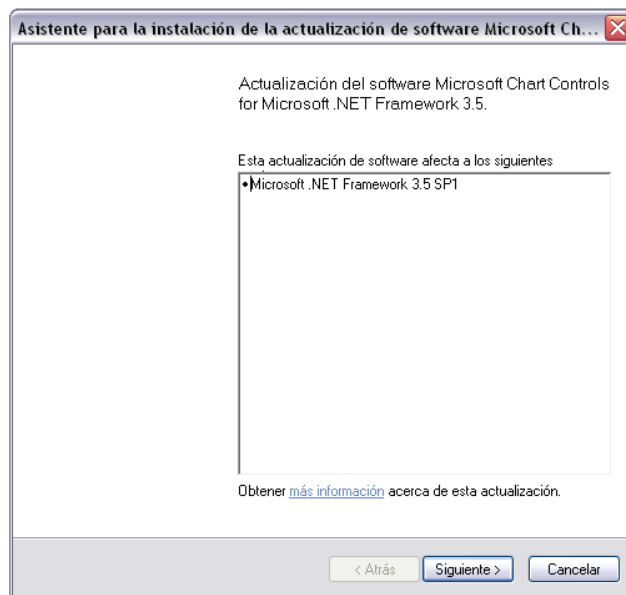 Asistente para la instalación de la actualización de software Microsoft Ch...
Actualización del software Microsoft Chart Controls
for Microsoft .NET Framework 3.5.
Esta actualización de software afecta a los siguientes
•Microsoft .NET Framework 3.5 SP1
Obtener más información acerca de esta actualización.
< Atrás Siguiente > Cancelar